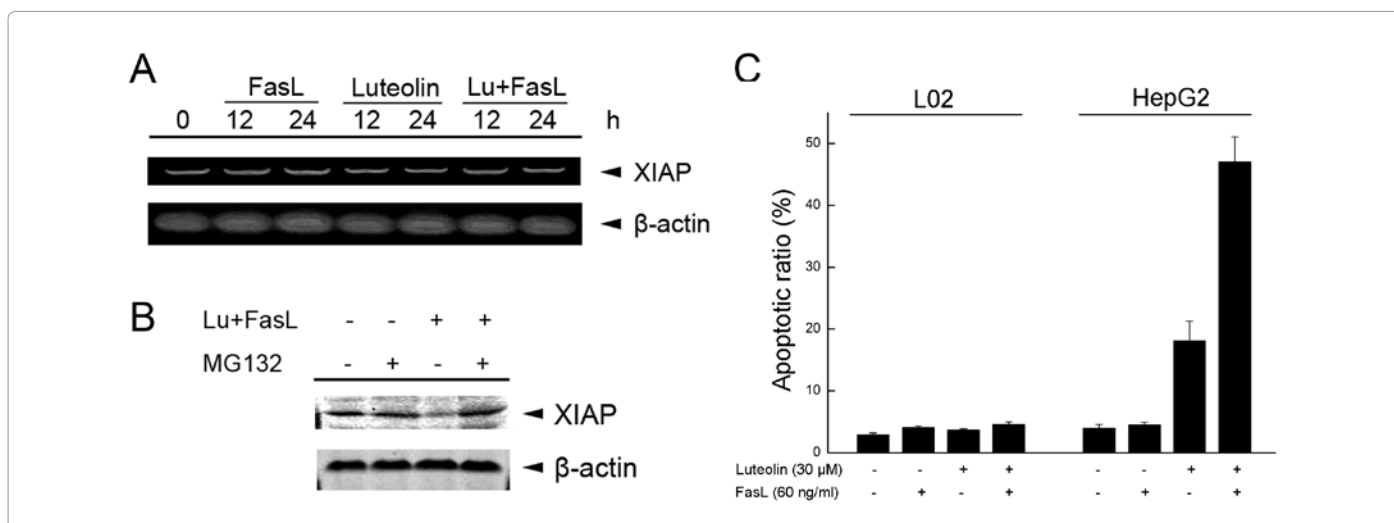 A
FasL Luteolin Lu+FasL
0 12 24 12 24 12 24 h
XIAP
β-actin
B
Lu+FasL - - + +
MG132 - + - +
XIAP
β-actin
C
L02 HepG2
Apoptotic ratio (%)
50
40
30
20
10
0
Luteolin (30 µM) - - + + - - + +
FasL (60 ng/ml) - + - + - + - +